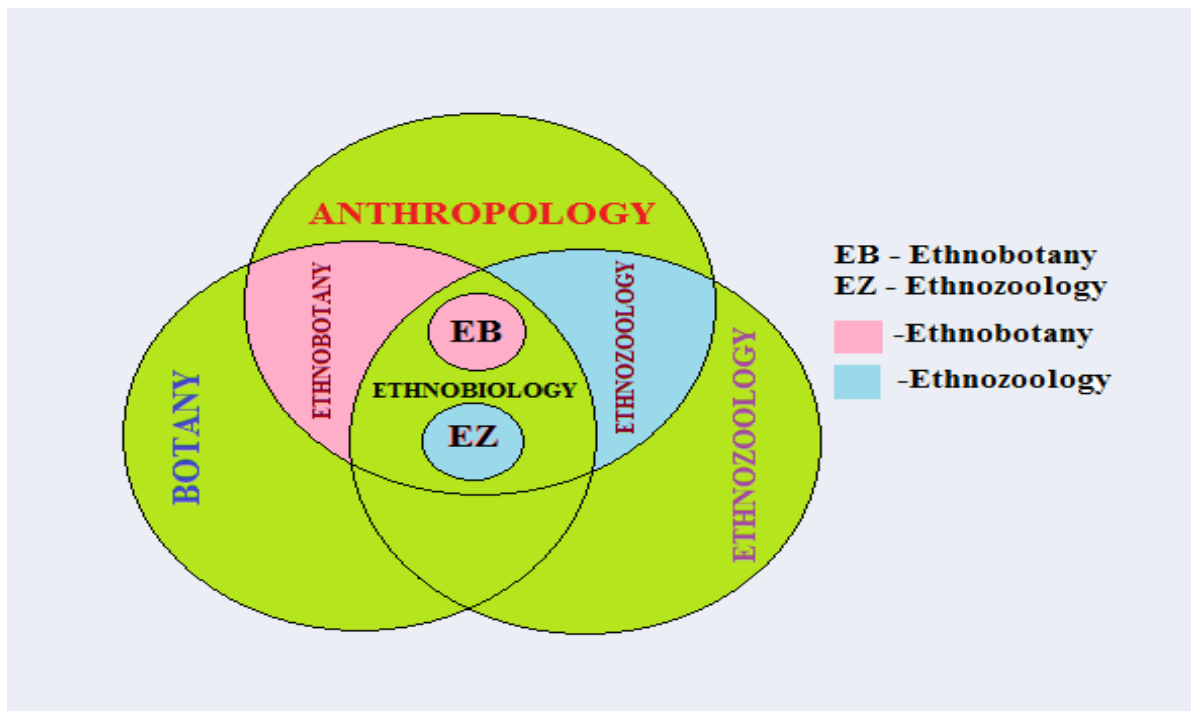 ANTHROPOLOGY
ETHNOBOTANY
ETHNOZOOLOGY
EB
ETHNOBIOLOGY
EZ
BOTANY
ETHNOZOOLOGY
EB - Ethnobotany
EZ - Ethnozoology
-Ethnobotany
-Ethnozoology